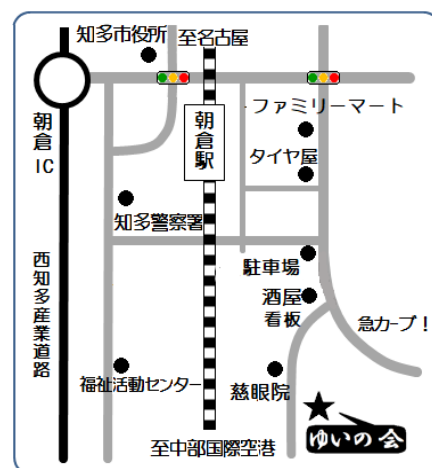 知多市役所
至名古屋
・ファミリーマート
朝倉IC
朝倉駅
タイヤ屋
知多警察署
駐車場
西知多産業道路
酒屋
看板
急カーブ！
福祉活動センター
慈眼院
ゆいの会
至中部国際空港